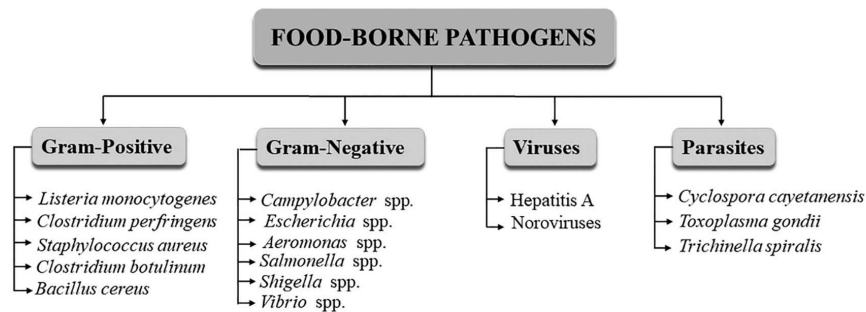 FOOD-BORNE PATHOGENS
Gram-Positive
Listeria monocytogenes
Clostridium perfringens
Staphylococcus aureus
Clostridium botulinum
Bacillus cereus
Gram-Negative
Campylobacter spp.
Escherichia spp.
Aeromonas spp.
Salmonella spp.
Shigella spp.
Vibrio spp.
Viruses
Hepatitis A
Noroviruses
Parasites
Cyclospora cayetanensis
Toxoplasma gondii
Trichinella spiralis